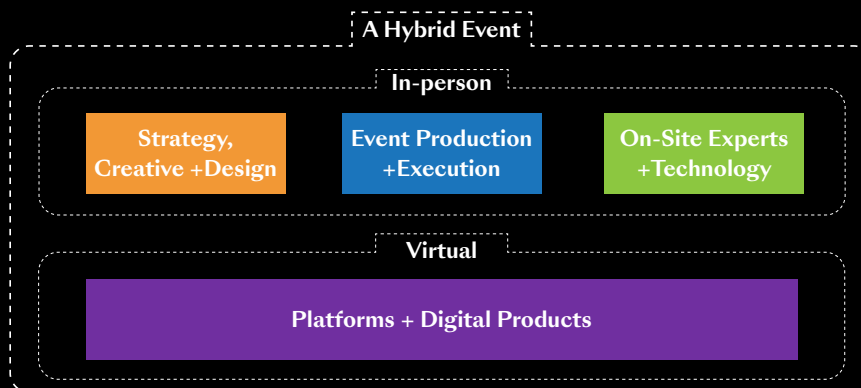 A Hybrid Event
In-person
Strategy,
Creative +Design
Event Production
+Execution
On-Site Experts
+Technology
Virtual
Platforms + Digital Products